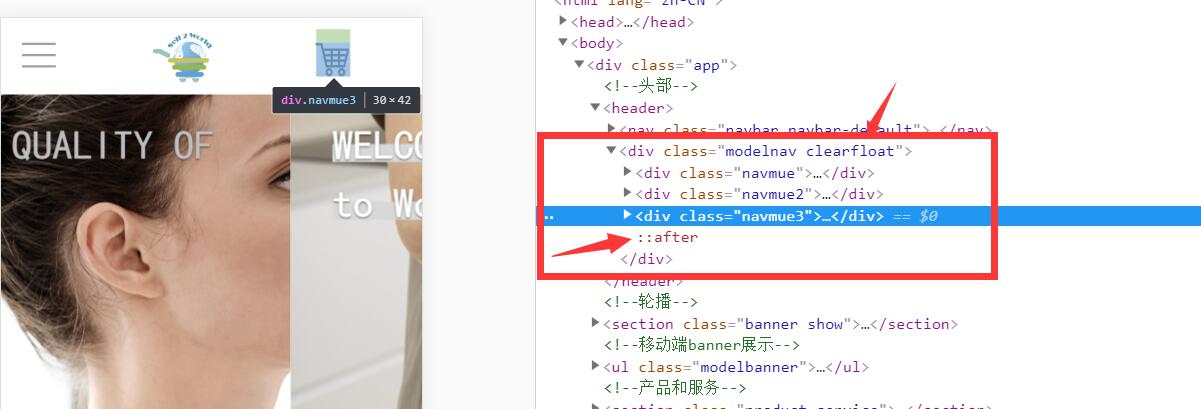 Sell 2 World
div.navmue3 30×42
QUALITY OF
WELCO
to Wo
<html lang="zh-CN">
<head>…</head>
<body>
<div class="app">
<!--头部-->
<header>
<nav class="navbar navbar-default">…</nav>
<div class="modelnav clearfloat">
<div class="navmue">…</div>
<div class="navmue2">…</div>
<div class="navmue3">…</div> == $0
::after
</div>
</header>
<!--轮播-->
<section class="banner show">…</section>
<!--移动端banner展示-->
<ul class="modelbanner">…</ul>
<!--产品和服务-->
<section class="product-service">…</section>